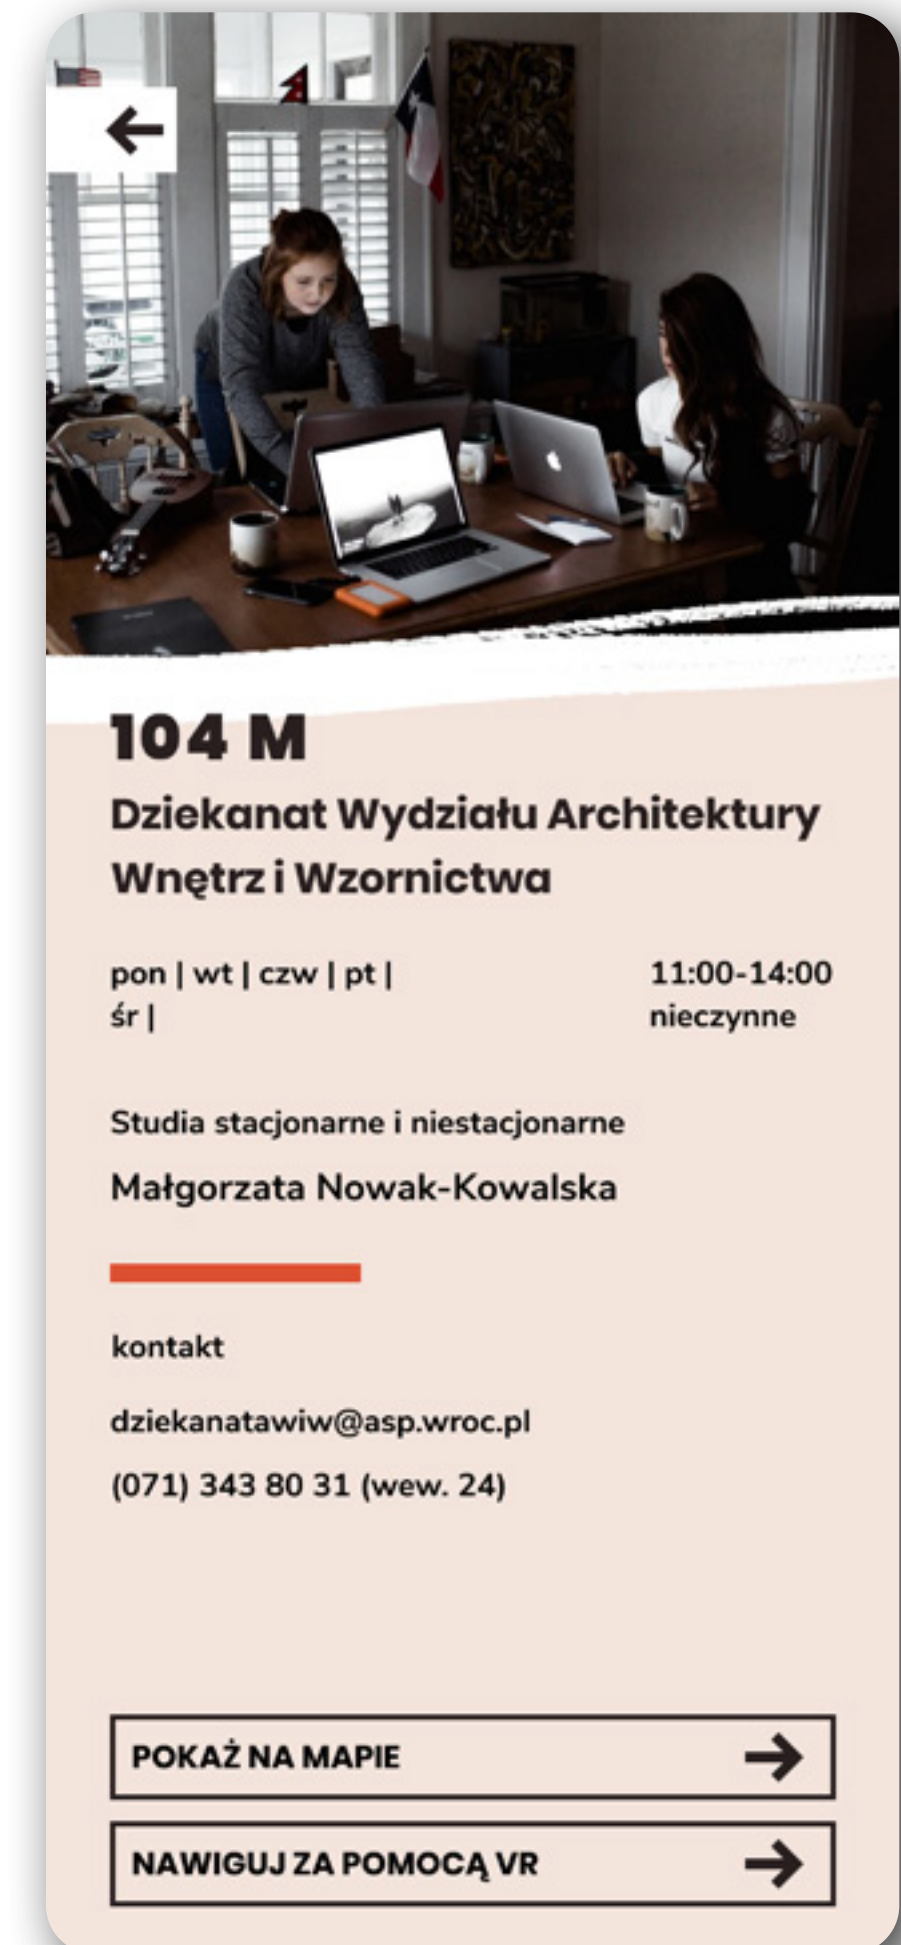 104 M
Dziekanat Wydziału Architektury
Wnętrz i Wzornictwa
pon | wt | czw | pt | 11:00-14:00
śr | nieczynne
Studia stacjonarne i niestacjonarne
Małgorzata Nowak-Kowalska
kontakt
dziekanatawiw@asp.wroc.pl
(071) 343 80 31 (wew. 24)
POKAŻ NA MAPIE
NAWIGUJ ZA POMOCĄ VR